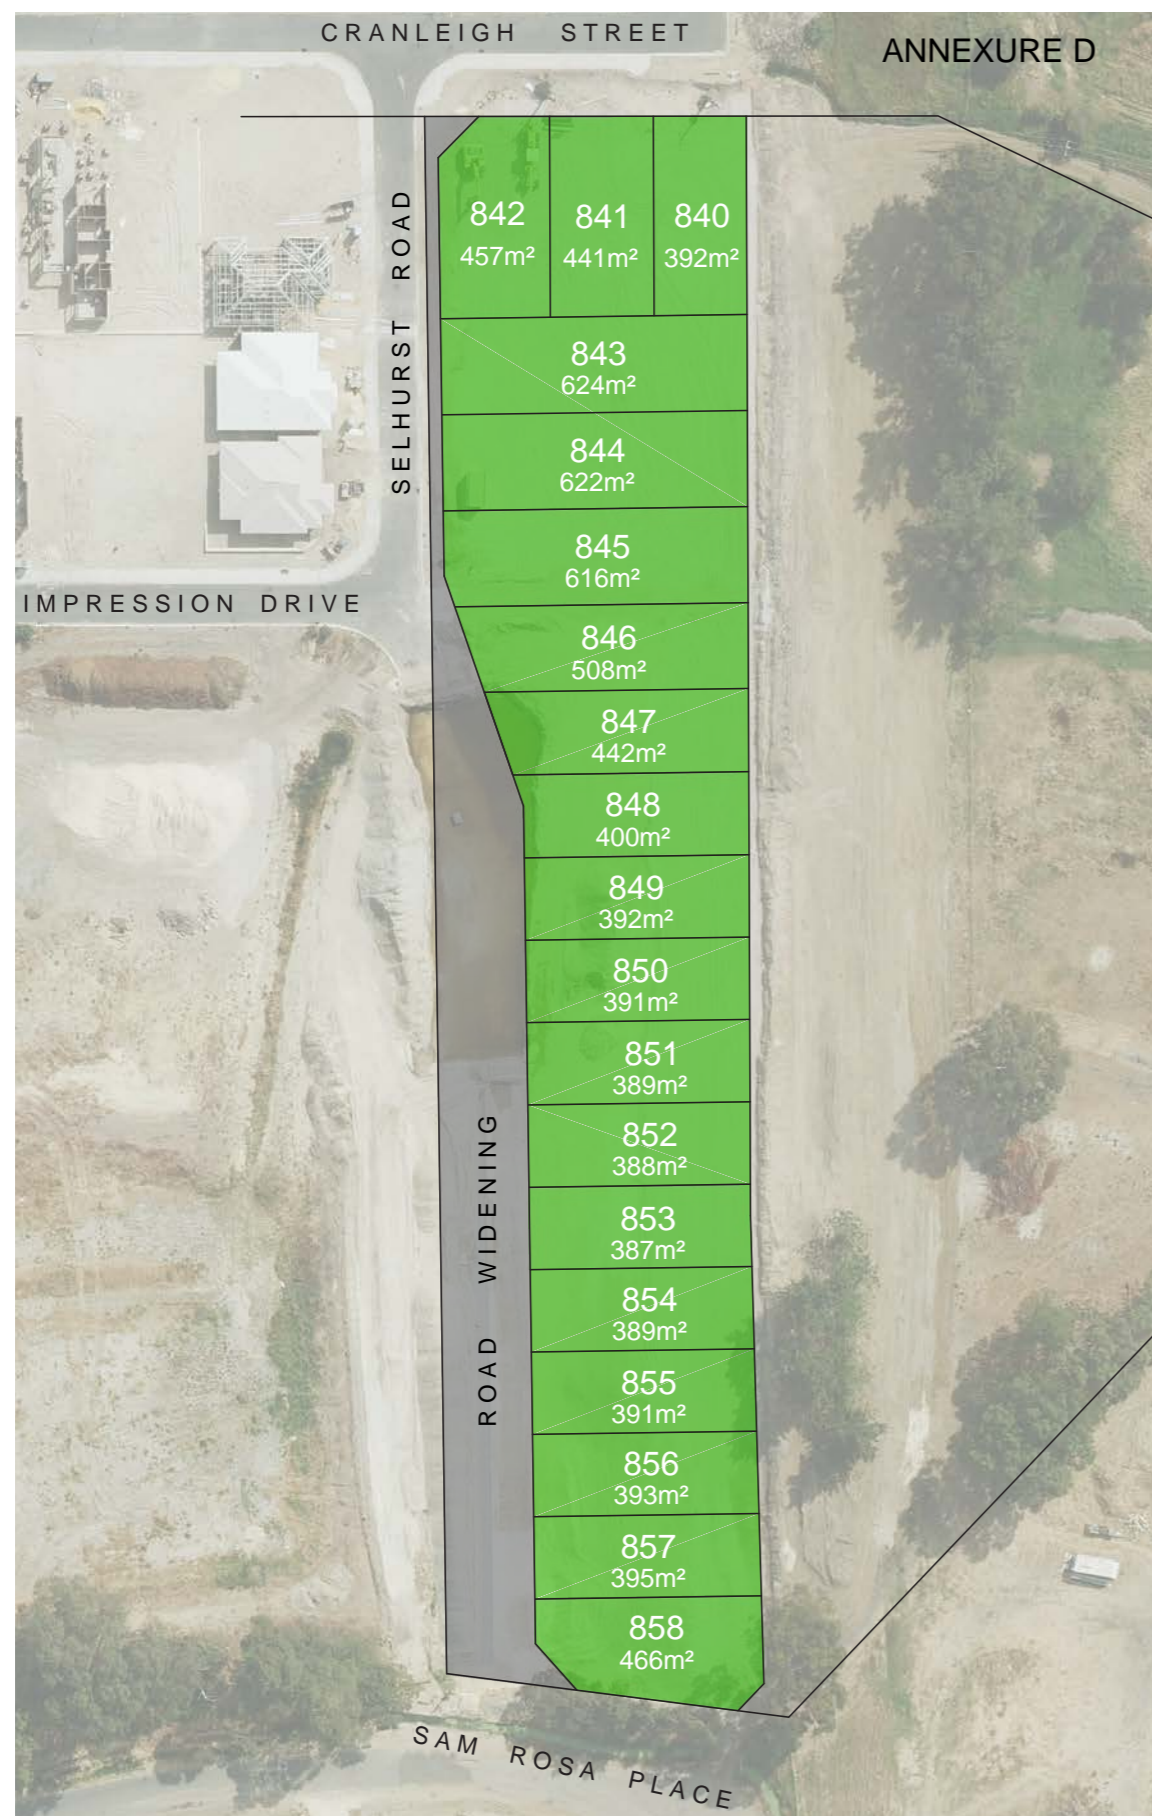 CRANLEIGH STREET
ANNEXURE D
SELHURST ROAD
842
457m²
841
441m²
840
392m²
843
624m²
844
622m²
845
616m²
IMPRESSION DRIVE
846
508m²
847
442m²
848
400m²
849
392m²
850
391m²
851
389m²
852
388m²
ROAD WIDENING
853
387m²
854
389m²
855
391m²
856
393m²
857
395m²
858
466m²
SAM ROSA PLACE